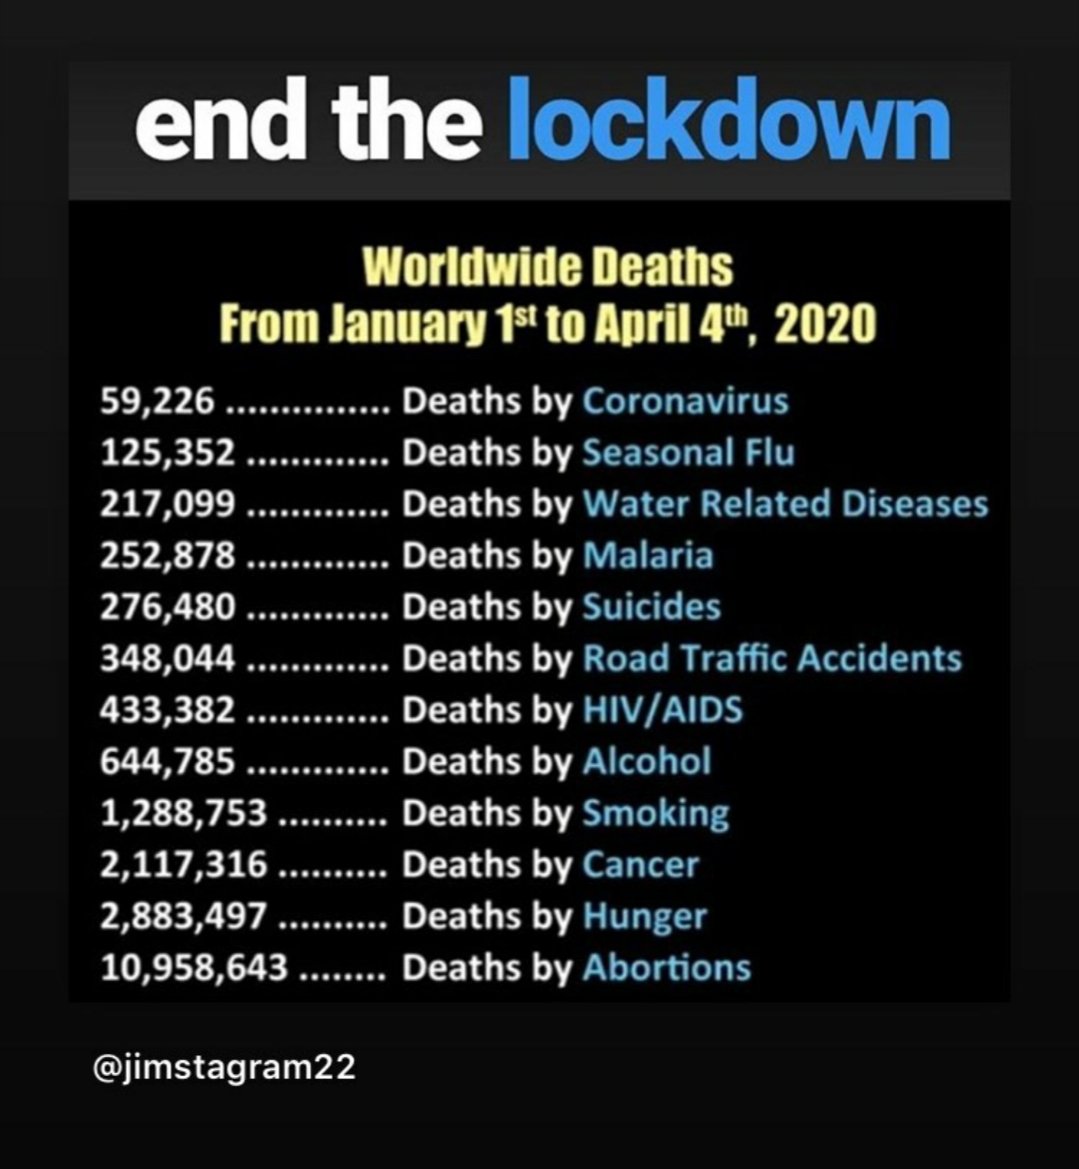 end the lockdown
Worldwide Deaths
From January 1st to April 4th, 2020
59,226 ............... Deaths by Coronavirus
125,352 ............. Deaths by Seasonal Flu
217,099 ............. Deaths by Water Related Diseases
252,878 ............. Deaths by Malaria
276,480 ............. Deaths by Suicides
348,044 ............. Deaths by Road Traffic Accidents
433,382 ............. Deaths by HIV/AIDS
644,785 ............. Deaths by Alcohol
1,288,753 .......... Deaths by Smoking
2,117,316 .......... Deaths by Cancer
2,883,497 .......... Deaths by Hunger
10,958,643 ........ Deaths by Abortions
@jimstagram22